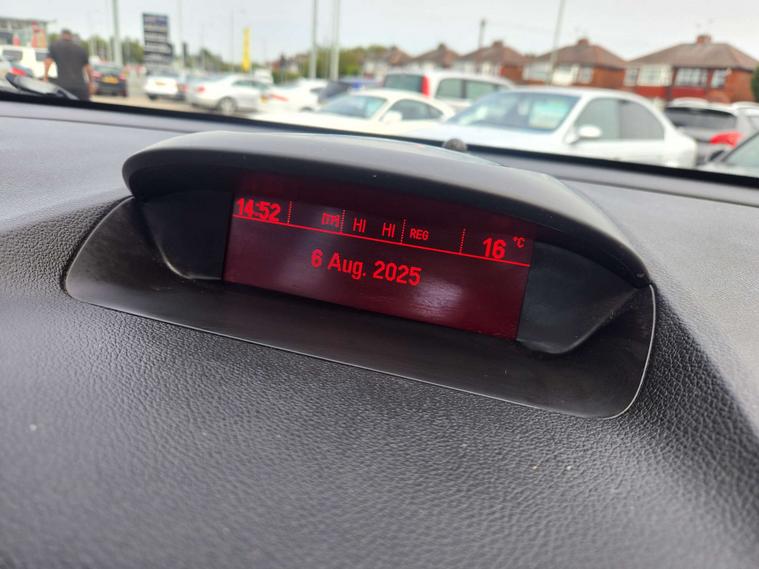 14:52 [TP] HI HI REG 16 °C
6 Aug. 2025